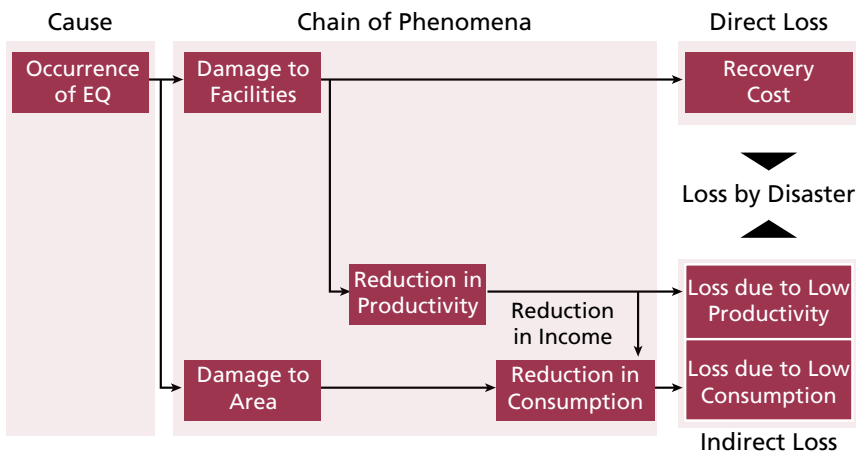 Cause
Chain of Phenomena
Direct Loss
Occurrence
of EQ
Damage to
Facilities
Recovery
Cost
Loss by Disaster
Reduction in
Productivity
Reduction
in Income
Loss due to Low
Productivity
Damage to
Area
Reduction in
Consumption
Loss due to Low
Consumption
Indirect Loss